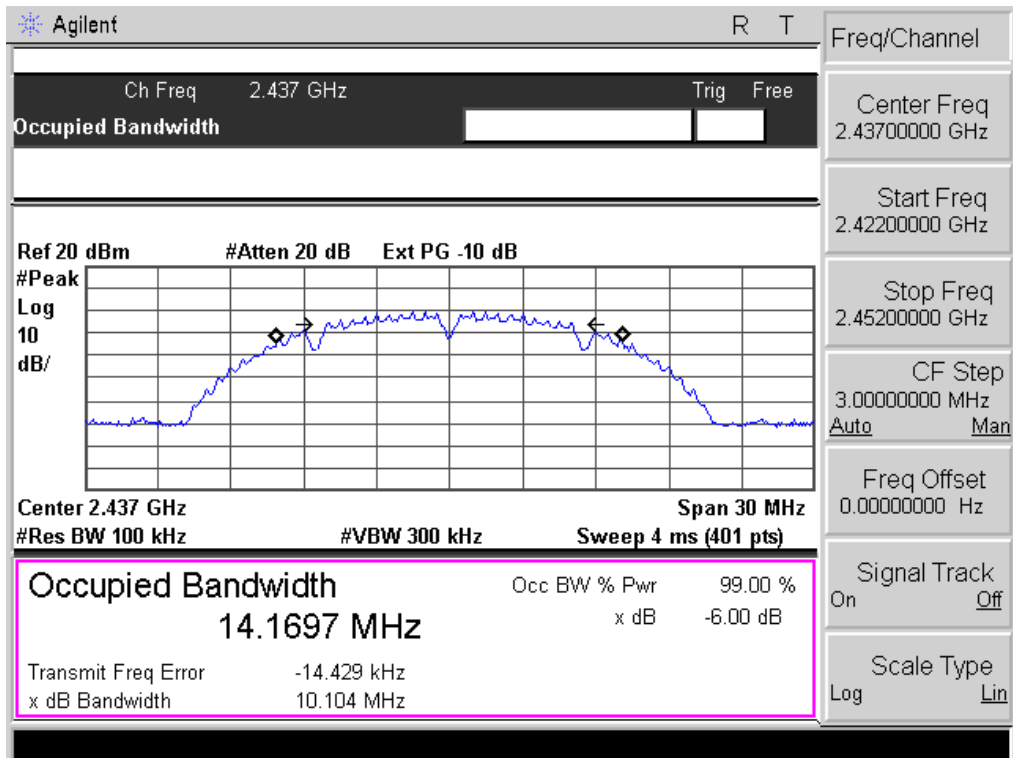 Agilent
R T
Ch Freq 2.437 GHz Trig Free
Occupied Bandwidth
Ref 20 dBm #Atten 20 dB Ext PG -10 dB
#Peak
Log
10
dB/
Center 2.437 GHz Span 30 MHz
#Res BW 100 kHz #VBW 300 kHz Sweep 4 ms (401 pts)
Occupied Bandwidth
14.1697 MHz
Occ BW % Pwr 99.00 %
x dB -6.00 dB
Transmit Freq Error -14.429 kHz
x dB Bandwidth 10.104 MHz
Freq/Channel
Center Freq
2.43700000 GHz
Start Freq
2.42200000 GHz
Stop Freq
2.45200000 GHz
CF Step
3.00000000 MHz
Auto Man
Freq Offset
0.00000000 Hz
Signal Track
On Off
Scale Type
Log Lin